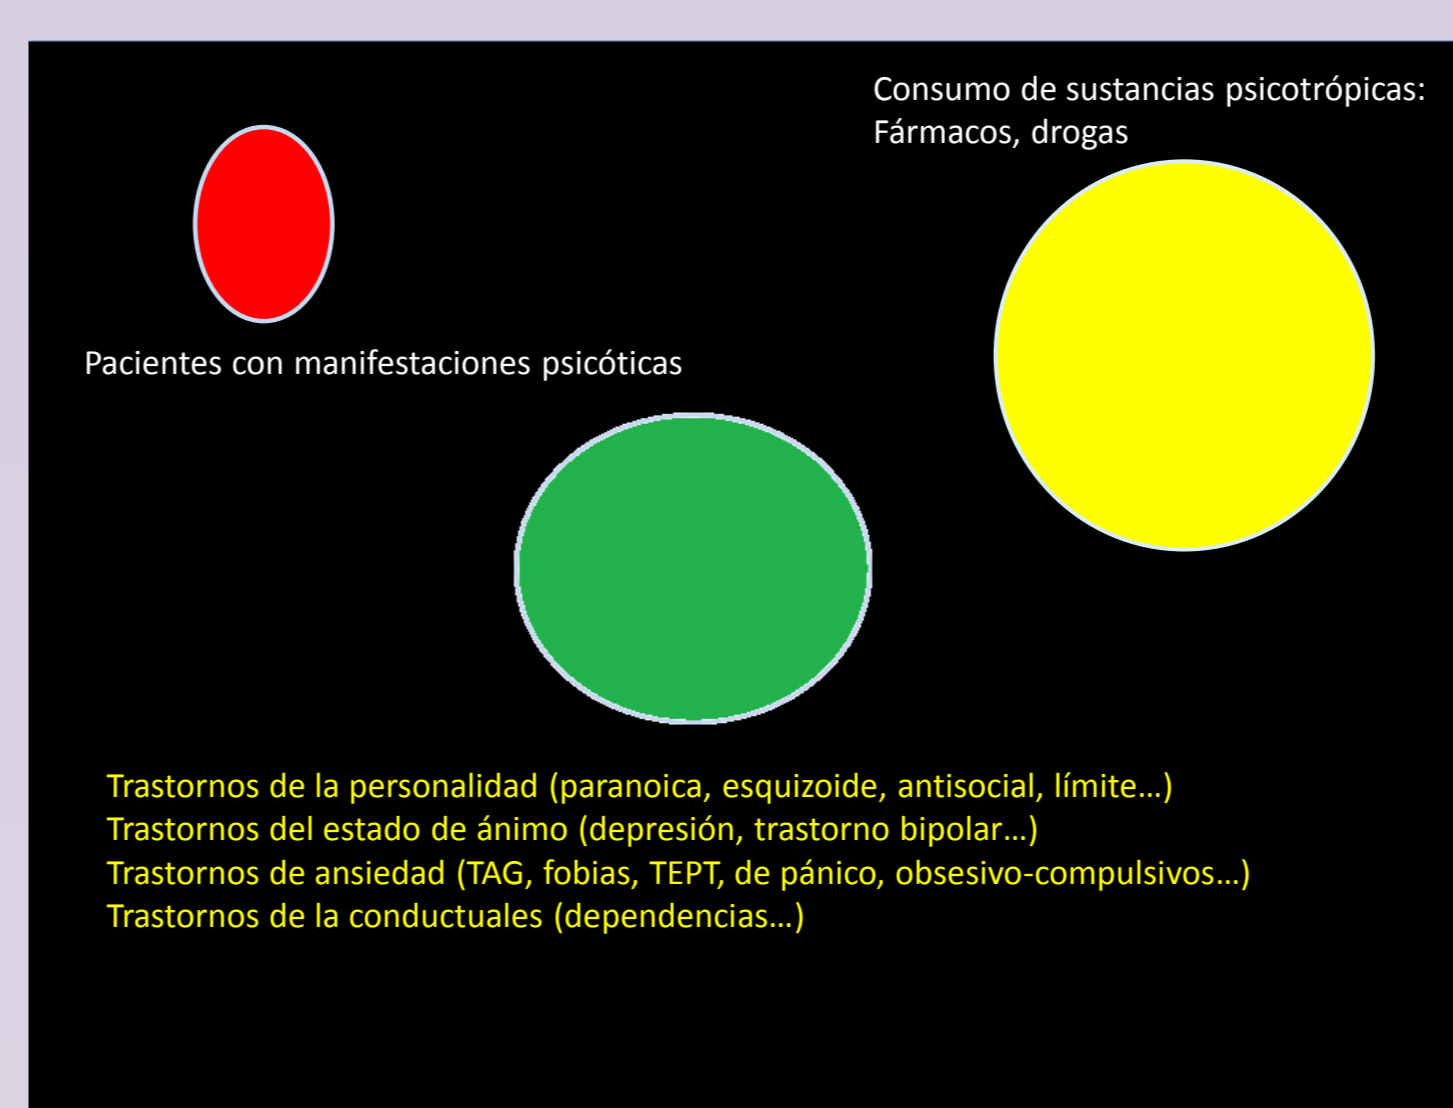 Consumo de sustancias psicotrópicas:
Fármacos, drogas
Pacientes con manifestaciones psicóticas
Trastornos de la personalidad (paranoica, esquizoide, antisocial, límite…)
Trastornos del estado de ánimo (depresión, trastorno bipolar…)
Trastornos de ansiedad (TAG, fobias, TEPT, de pánico, obsesivo-compulsivos…)
Trastornos de la conductuales (dependencias…)